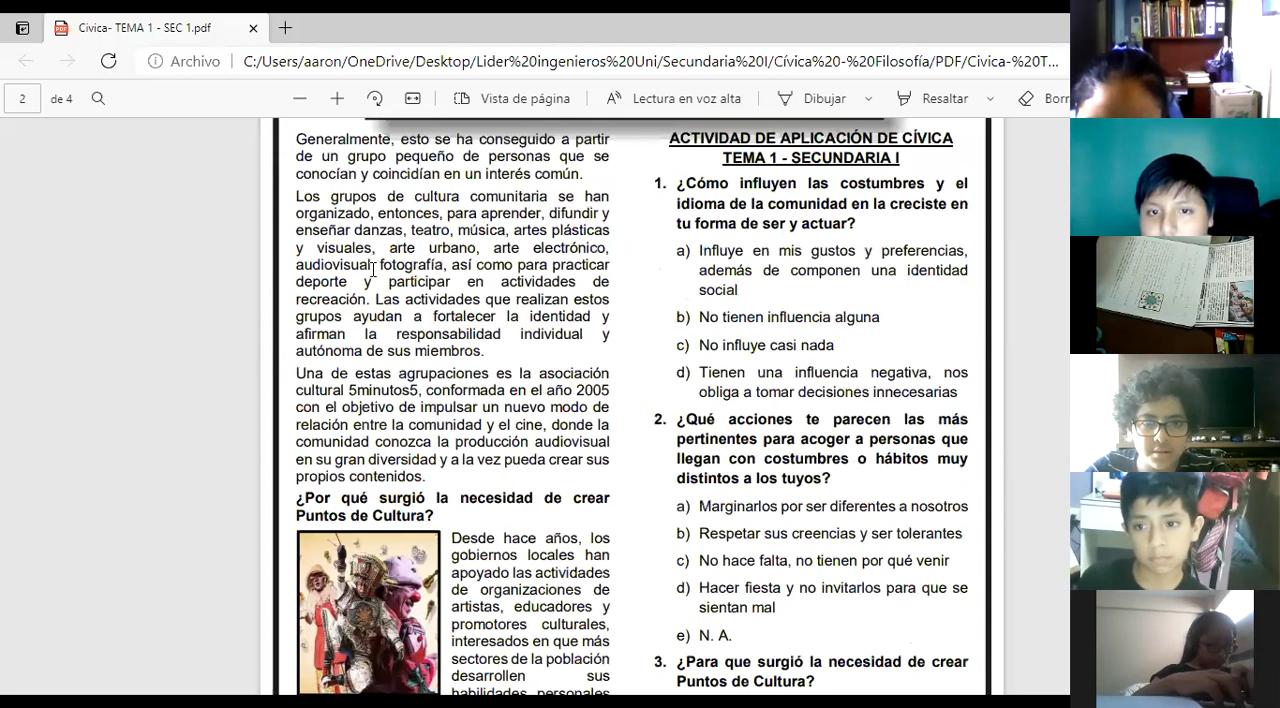 Civica- TEMA 1 - SEC 1.pdf
Archivo
C:/Users/aaron/OneDrive/Desktop/Lider%20ingenieros%20Uni/Secundaria%20I/Cívica%20-%20Filosofía/PDF/Civica-%20T...
2 de 4
Vista de página
Lectura en voz alta
Dibujar
Resaltar
Borr
Generalmente, esto se ha conseguido a partir
de un grupo pequeño de personas que se
conocían y coincidían en un interés común.
Los grupos de cultura comunitaria se han
organizado, entonces, para aprender, difundir y
enseñar danzas, teatro, música, artes plásticas
y visuales, arte urbano, arte electrónico,
audiovisual, fotografía, así como para practicar
deporte y participar en actividades de
recreación. Las actividades que realizan estos
grupos ayudan a fortalecer la identidad y
afirman la responsabilidad individual y
autónoma de sus miembros.
Una de estas agrupaciones es la asociación
cultural 5minutos5, conformada en el año 2005
con el objetivo de impulsar un nuevo modo de
relación entre la comunidad y el cine, donde la
comunidad conozca la producción audiovisual
en su gran diversidad y a la vez pueda crear sus
propios contenidos.
¿Por qué surgió la necesidad de crear
Puntos de Cultura?
Desde hace años, los
gobiernos locales han
apoyado las actividades
de organizaciones de
artistas, educadores y
promotores culturales,
interesados en que más
sectores de la población
desarrollen sus
habilidades personales
ACTIVIDAD DE APLICACIÓN DE CÍVICA
TEMA 1 - SECUNDARIA I
1. ¿Cómo influyen las costumbres y el
idioma de la comunidad en la creciste en
tu forma de ser y actuar?
a) Influye en mis gustos y preferencias,
además de componen una identidad
social
b) No tienen influencia alguna
c) No influye casi nada
d) Tienen una influencia negativa, nos
obliga a tomar decisiones innecesarias
2. ¿Qué acciones te parecen las más
pertinentes para acoger a personas que
llegan con costumbres o hábitos muy
distintos a los tuyos?
a) Marginarlos por ser diferentes a nosotros
b) Respetar sus creencias y ser tolerantes
c) No hace falta, no tienen por qué venir
d) Hacer fiesta y no invitarlos para que se
sientan mal
e) N. A.
3. ¿Para que surgió la necesidad de crear
Puntos de Cultura?